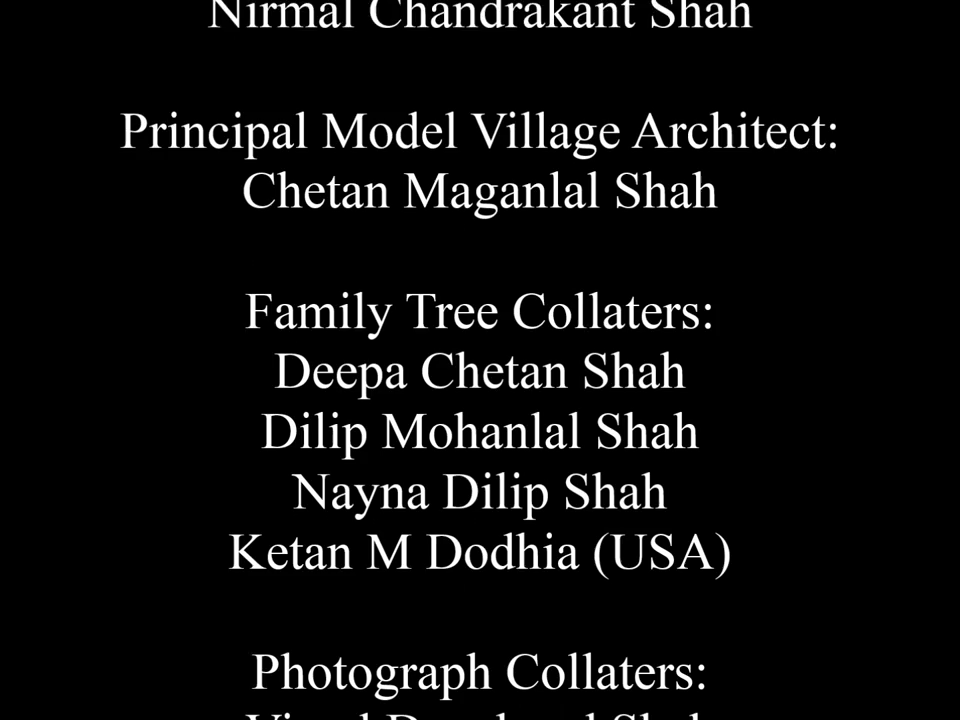 Nirmal Chandrakant Shah
Principal Model Village Architect:
Chetan Maganlal Shah
Family Tree Collaters:
Deepa Chetan Shah
Dilip Mohanlal Shah
Nayna Dilip Shah
Ketan M Dodhia (USA)
Photograph Collaters:
Shah